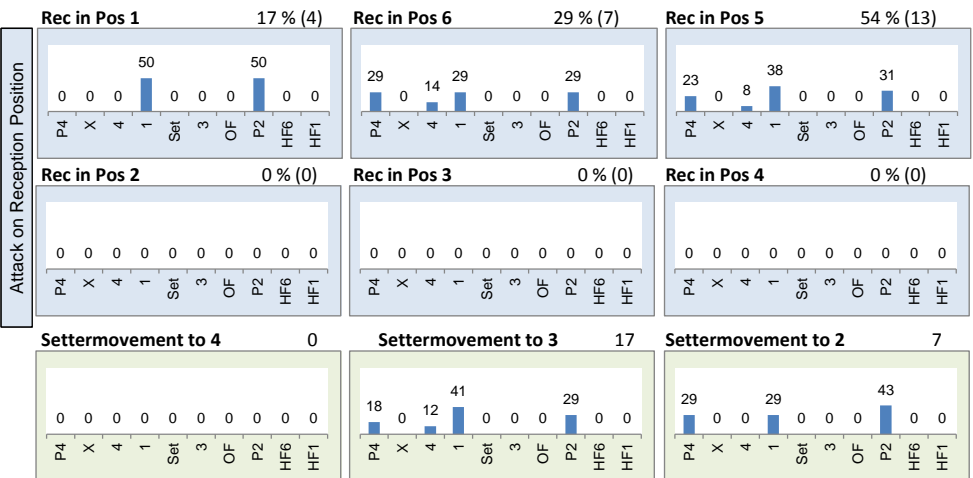 Attack on Reception Position
Rec in Pos 1 17 % (4)
0 0 0 50 0 0 0 50 0 0
P4 X 4 1 Set 3 OF P2 HF6 HF1
Rec in Pos 6 29 % (7)
29 0 14 29 0 0 0 29 0 0
P4 X 4 1 Set 3 OF P2 HF6 HF1
Rec in Pos 5 54 % (13)
23 0 8 38 0 0 0 31 0 0
P4 X 4 1 Set 3 OF P2 HF6 HF1
Rec in Pos 2 0 % (0)
0 0 0 0 0 0 0 0 0 0
P4 X 4 1 Set 3 OF P2 HF6 HF1
Rec in Pos 3 0 % (0)
0 0 0 0 0 0 0 0 0 0
P4 X 4 1 Set 3 OF P2 HF6 HF1
Rec in Pos 4 0 % (0)
0 0 0 0 0 0 0 0 0 0
P4 X 4 1 Set 3 OF P2 HF6 HF1
Settermovement to 4 0
0 0 0 0 0 0 0 0 0 0
P4 X 4 1 Set 3 OF P2 HF6 HF1
Settermovement to 3 17
18 0 12 41 0 0 0 29 0 0
P4 X 4 1 Set 3 OF P2 HF6 HF1
Settermovement to 2 7
29 0 0 29 0 0 0 43 0 0
P4 X 4 1 Set 3 OF P2 HF6 HF1